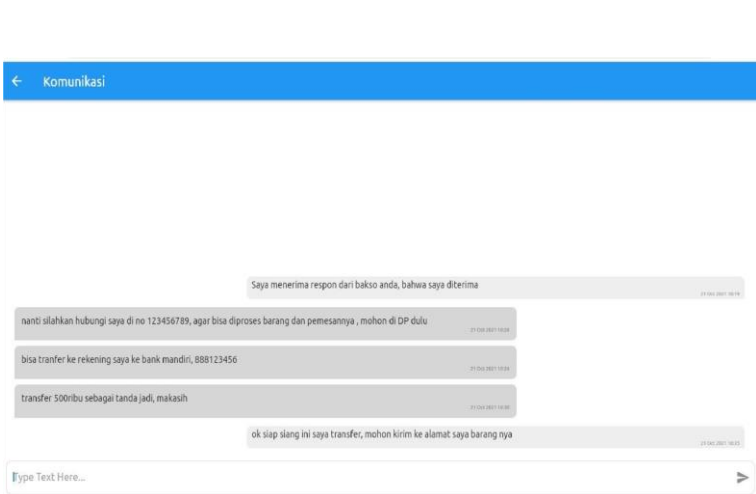 Komunikasi
Saya menerima respon dari bakso anda, bahwa saya diterima
nanti silahkan hubungi saya di no 123456789, agar bisa diproses barang dan pemesannya , mohon di DP dulu
bisa tranfer ke rekening saya ke bank mandiri, 888123456
transfer 500ribu sebagai tanda jadi, makasih
ok siap siang ini saya transfer, mohon kirim ke alamat saya barang nya
Type Text Here...